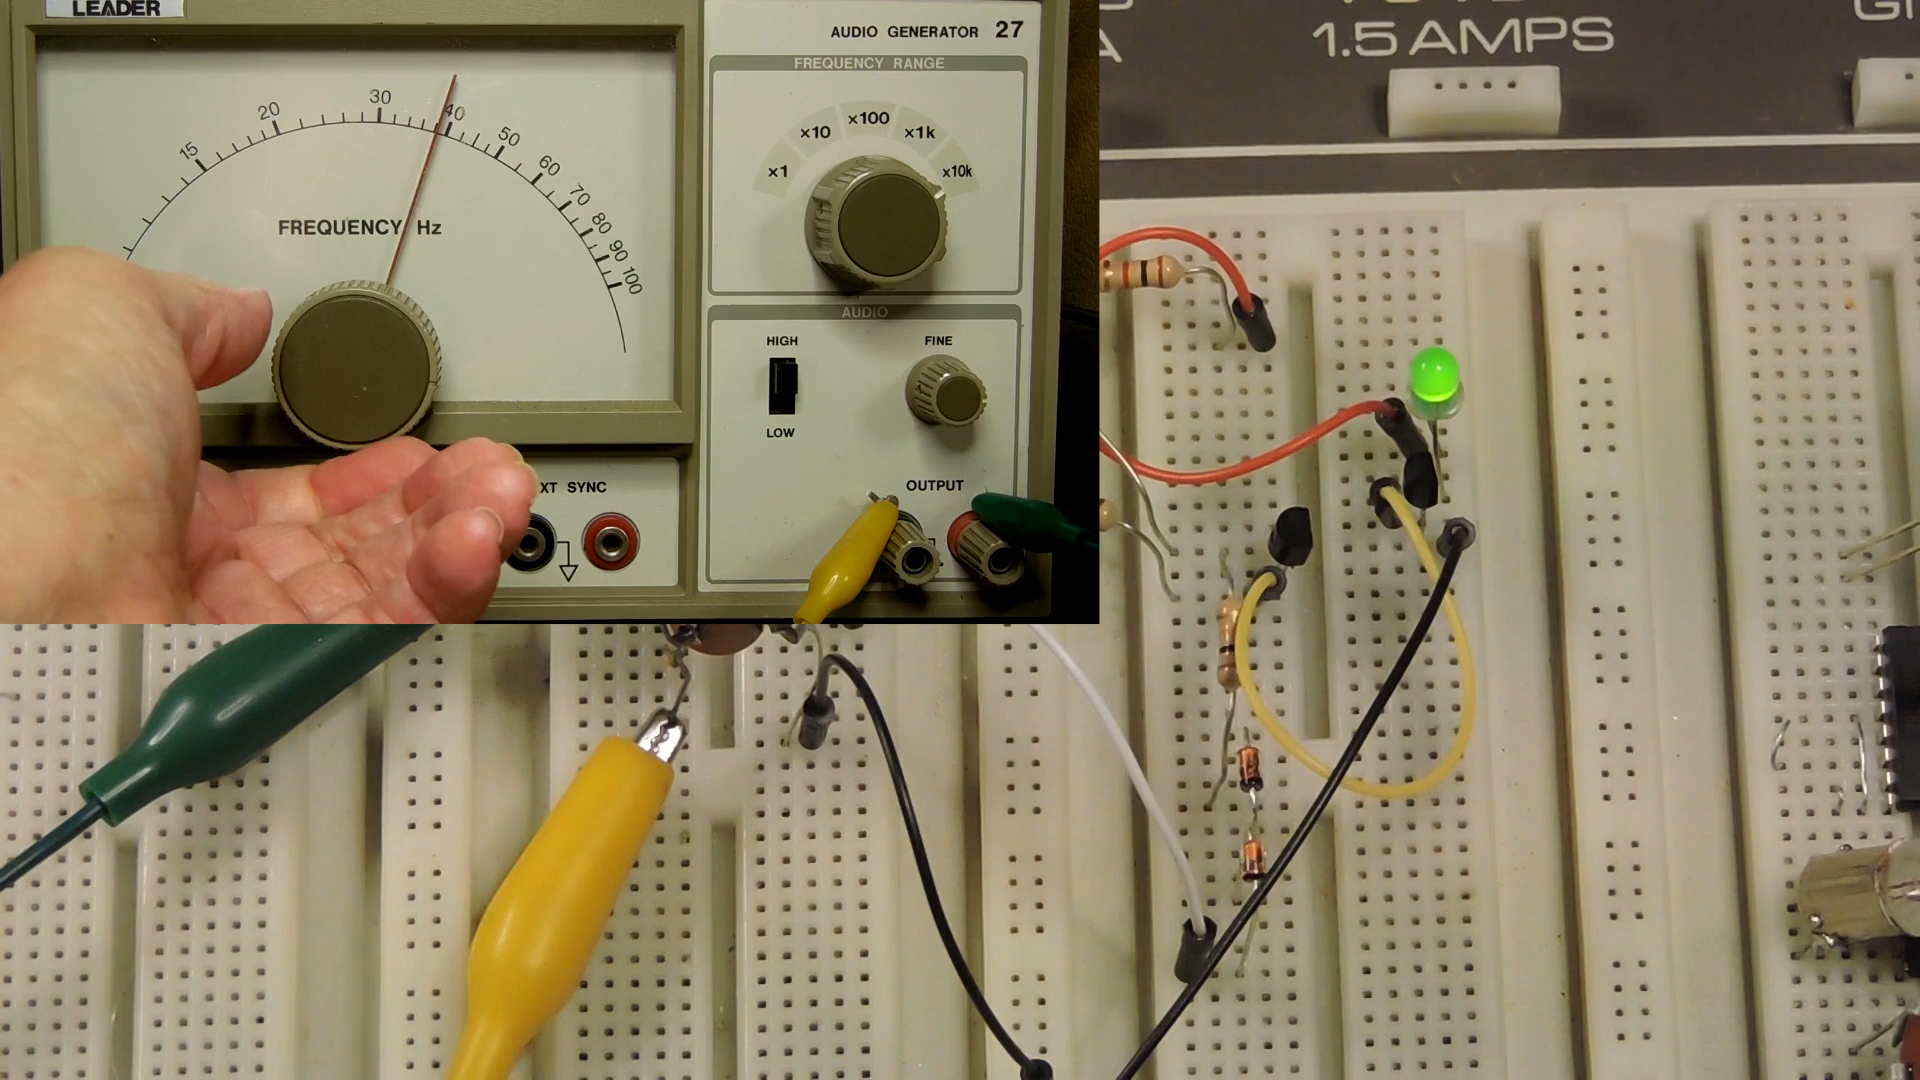 LEADER
AUDIO GENERATOR 27
FREQUENCY RANGE
×1
×10
×100
×1k
×10k
15
20
30
40
50
60
70
80
90
100
FREQUENCY Hz
AUDIO
HIGH
LOW
FINE
OUTPUT
XT SYNC
1.5 AMPS